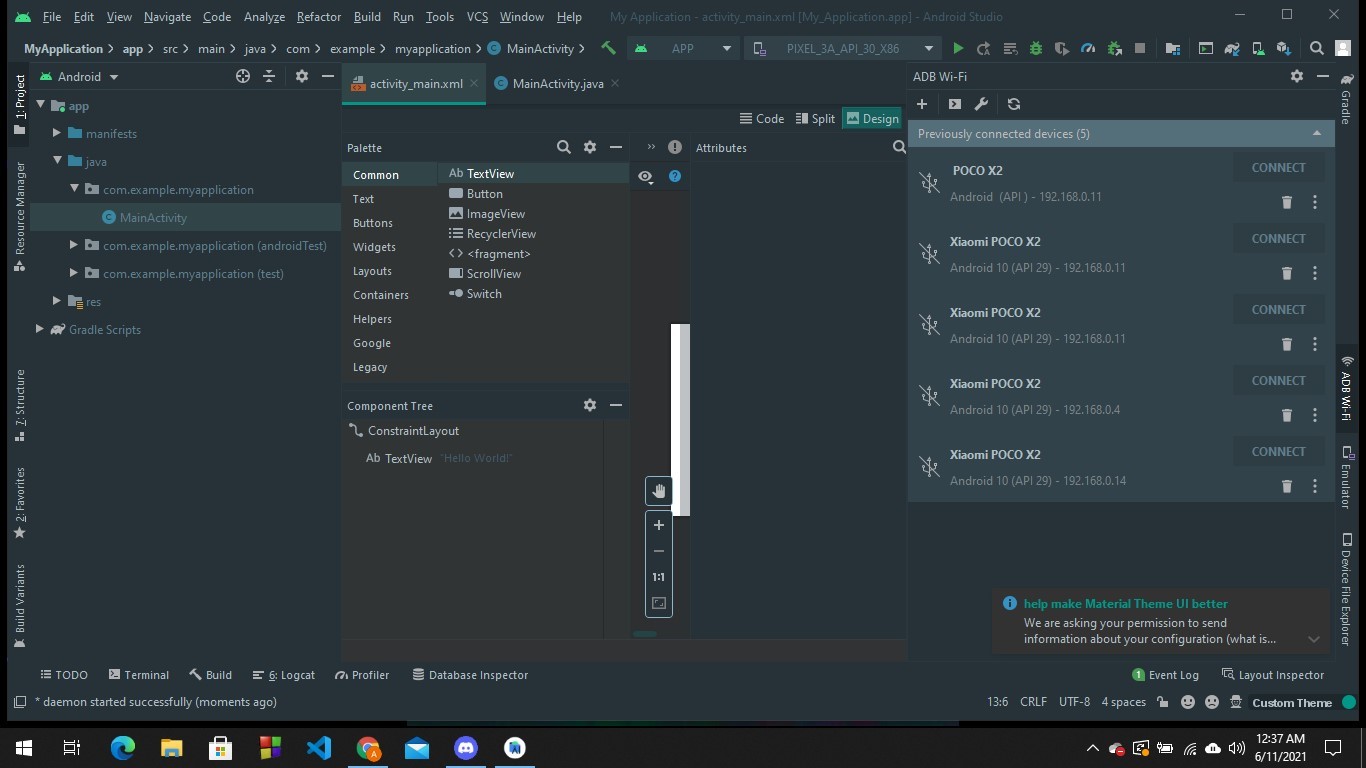 File Edit View Navigate Code Analyze Refactor Build Run Tools VCS Window Help My Application - activity_main.xml [My_Application.app] - Android Studio
MyApplication app src main java com example myapplication MainActivity APP PIXEL_3A_API_30_X86
1: Project
Resource Manager
7: Structure
2: Favorites
Build Variants
Android
app
manifests
java
com.example.myapplication
MainActivity
com.example.myapplication (androidTest)
com.example.myapplication (test)
res
Gradle Scripts
activity_main.xml MainActivity.java
Code Split Design
Palette
Common
Text
Buttons
Widgets
Layouts
Containers
Helpers
Google
Legacy
Ab TextView
Button
ImageView
RecyclerView
<fragment>
ScrollView
Switch
Component Tree
ConstraintLayout
Ab TextView "Hello World!"
1:1
Attributes
ADB Wi-Fi
Previously connected devices (5)
POCO X2 CONNECT
Android (API ) - 192.168.0.11
Xiaomi POCO X2 CONNECT
Android 10 (API 29) - 192.168.0.11
Xiaomi POCO X2 CONNECT
Android 10 (API 29) - 192.168.0.11
Xiaomi POCO X2 CONNECT
Android 10 (API 29) - 192.168.0.4
Xiaomi POCO X2 CONNECT
Android 10 (API 29) - 192.168.0.14
Gradle
ADB Wi-Fi
Emulator
Device File Explorer
help make Material Theme UI better
We are asking your permission to send
information about your configuration (what is...
TODO Terminal Build 6: Logcat Profiler Database Inspector 1 Event Log Layout Inspector
* daemon started successfully (moments ago) 13:6 CRLF UTF-8 4 spaces Custom Theme
A
12:37 AM
6/11/2021